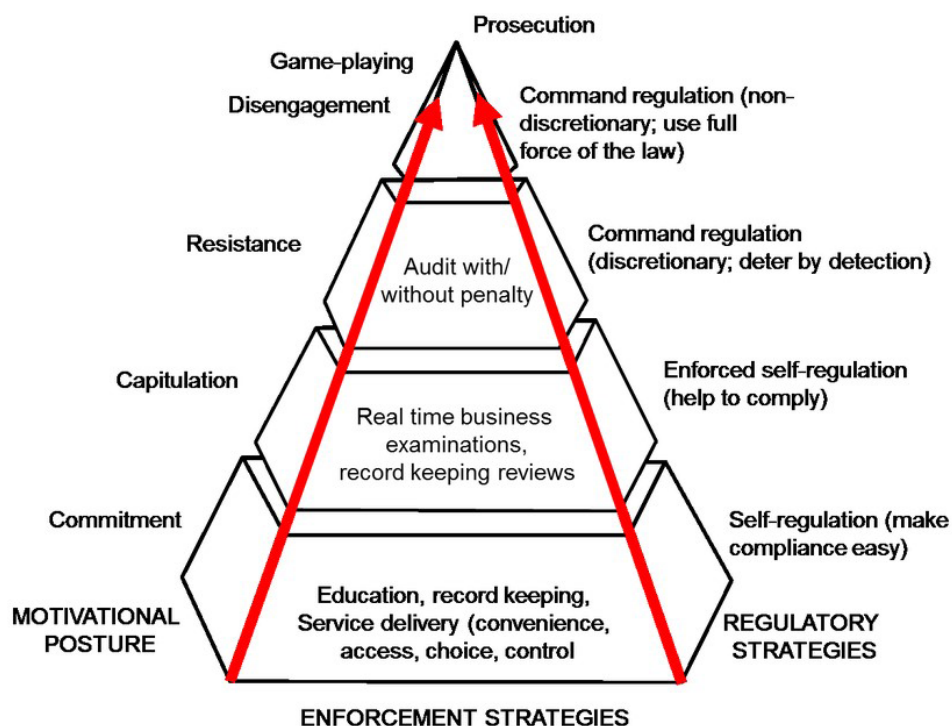 Prosecution
Game-playing
Disengagement
Command regulation (non-
discretionary; use full
force of the law)
Resistance
Audit with/
without penalty
Command regulation
(discretionary; deter by detection)
Capitulation
Real time business
examinations,
record keeping reviews
Enforced self-regulation
(help to comply)
Commitment
Self-regulation (make
compliance easy)
MOTIVATIONAL
POSTURE
Education, record keeping,
Service delivery (convenience,
access, choice, control
REGULATORY
STRATEGIES
ENFORCEMENT STRATEGIES